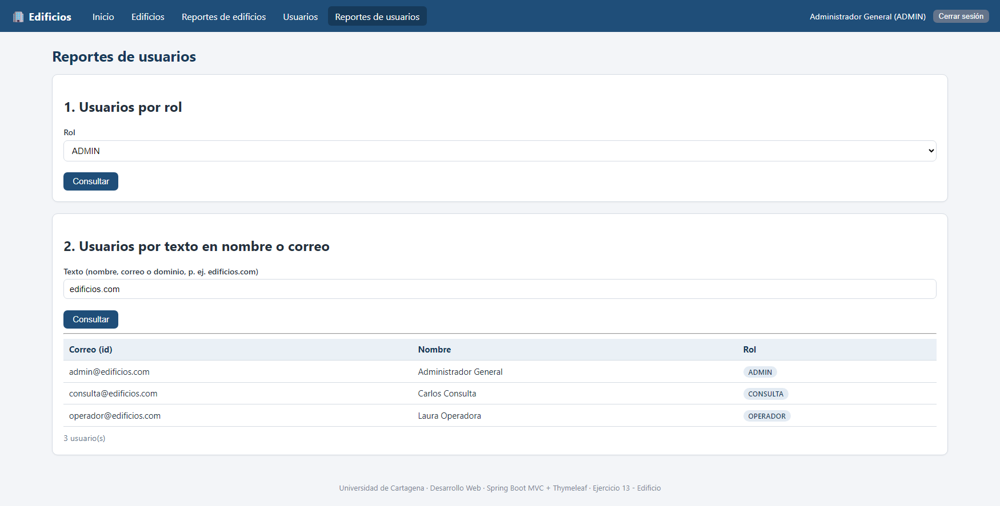 Edificios Inicio Edificios Reportes de edificios Usuarios Reportes de usuarios Administrador General (ADMIN) Cerrar sesión
Reportes de usuarios
1. Usuarios por rol
Rol
ADMIN
Consultar
2. Usuarios por texto en nombre o correo
Texto (nombre, correo o dominio, p. ej. edificios.com)
edificios.com
Consultar
Correo (id) Nombre Rol
admin@edificios.com Administrador General ADMIN
consulta@edificios.com Carlos Consulta CONSULTA
operador@edificios.com Laura Operadora OPERADOR
3 usuario(s)
Universidad de Cartagena · Desarrollo Web · Spring Boot MVC + Thymeleaf · Ejercicio 13 - Edificio